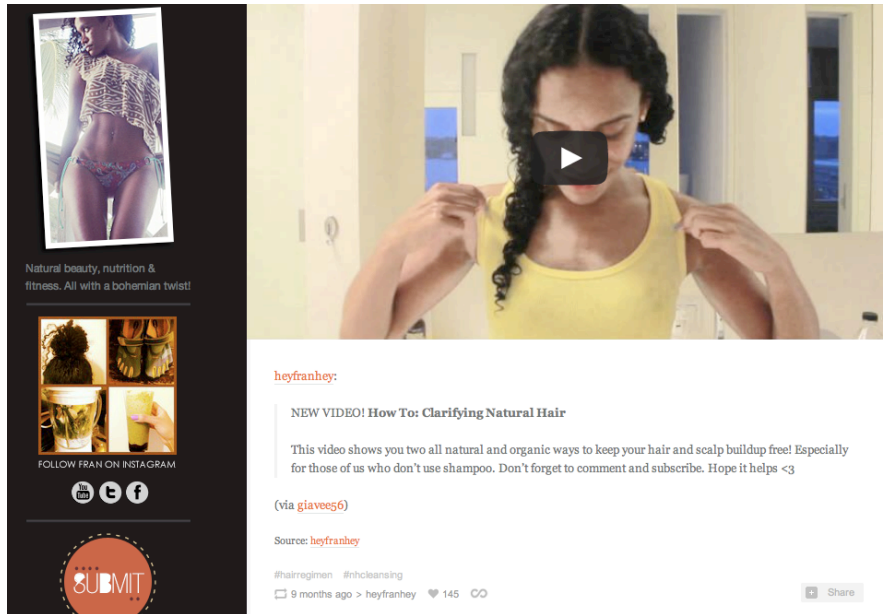 Natural beauty, nutrition &
fitness. All with a bohemian twist!
FOLLOW FRAN ON INSTAGRAM
You
Tube
SUBMIT
heyfranhey:
NEW VIDEO! How To: Clarifying Natural Hair
This video shows you two all natural and organic ways to keep your hair and scalp buildup free! Especially
for those of us who don't use shampoo. Don't forget to comment and subscribe. Hope it helps <3
(via giavee56)
Source: heyfranhey
#hairregimen #nhcleansing
9 months ago > heyfranhey 145
Share